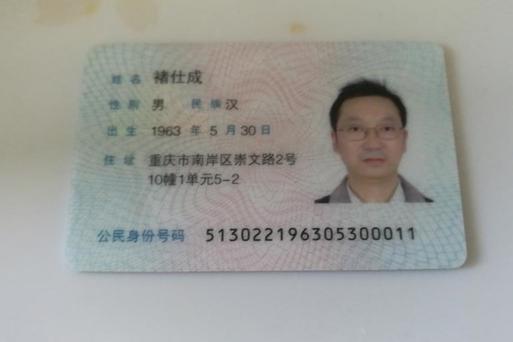 姓名 褚仕成
性别 男 民族 汉
出生 1963 年 5 月 30 日
住址 重庆市南岸区崇文路2号
10幢1单元5-2
公民身份号码 513022196305300011